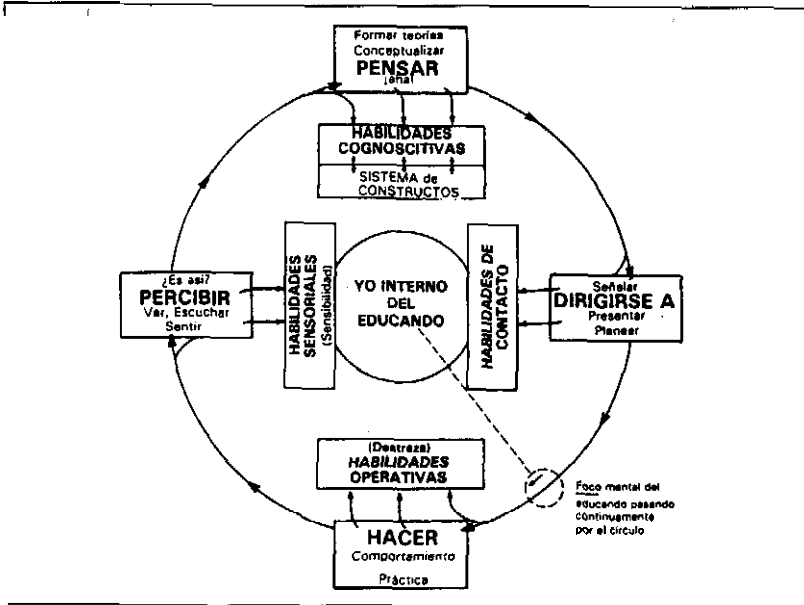 Formar teorías
Conceptualizar
PENSAR
¡aha!
HABILIDADES
COGNOSCITIVAS
SISTEMA de
CONSTRUCTOS
¿Es así?
PERCIBIR
Ver, Escuchar
Sentir
HABILIDADES
SENSORIALES
(Sensibilidad)
YO INTERNO
DEL
EDUCANDO
HABILIDADES DE
CONTACTO
Señalar
DIRIGIRSE A
Presentar
Planear
(Destreza)
HABILIDADES
OPERATIVAS
HACER
Comportamiento
Práctica
Foco mental del
educando pasando
continuamente
por el círculo